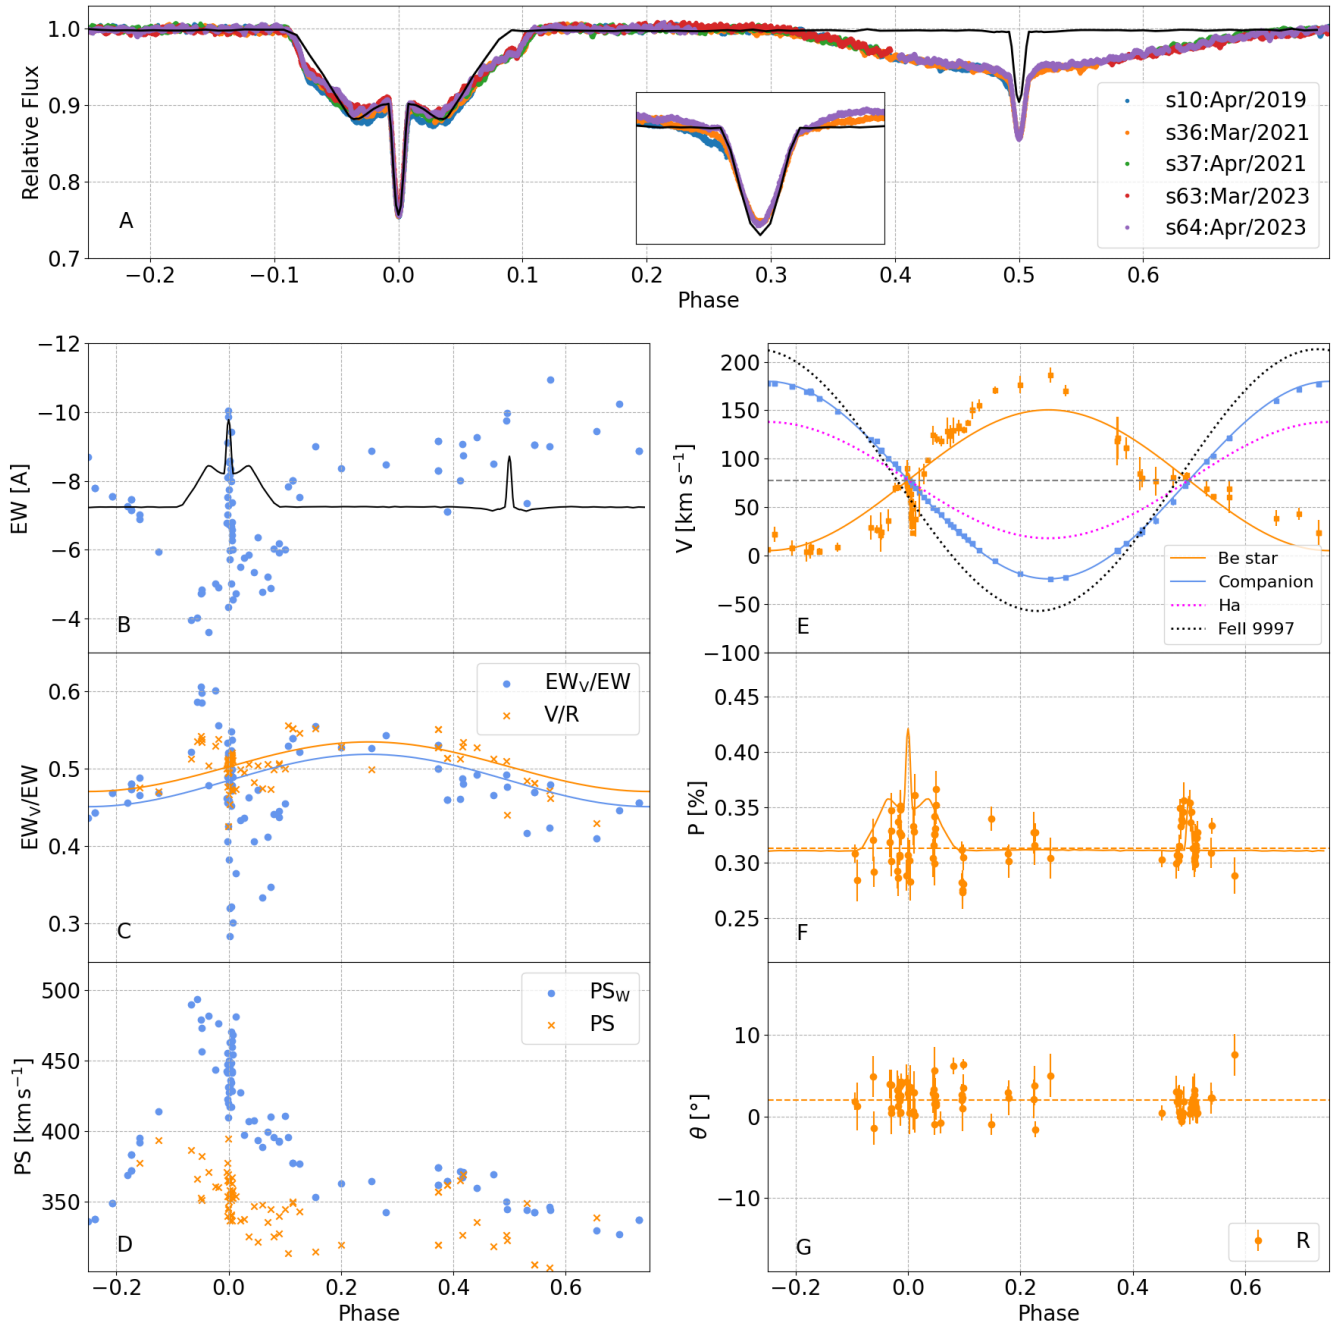 1.0
0.9
0.8
0.7
Relative Flux
A
s10:Apr/2019
s36:Mar/2021
s37:Apr/2021
s63:Mar/2023
s64:Apr/2023
−0.2 −0.1 0.0 0.1 0.2 0.3 0.4 0.5 0.6
Phase
−12
−10
−8
−6
−4
EW [A]
B
0.6
0.5
0.4
0.3
EWV/EW
EWV/EW
V/R
C
500
450
400
350
PS [km s−1]
PSW
PS
D
−0.2 0.0 0.2 0.4 0.6
Phase
200
150
100
50
0
−50
−100
V [km s−1]
Be star
Companion
Ha
FeII 9997
E
0.45
0.40
0.35
0.30
0.25
P [%]
F
10
0
−10
θ [°]
R
G
−0.2 0.0 0.2 0.4 0.6
Phase